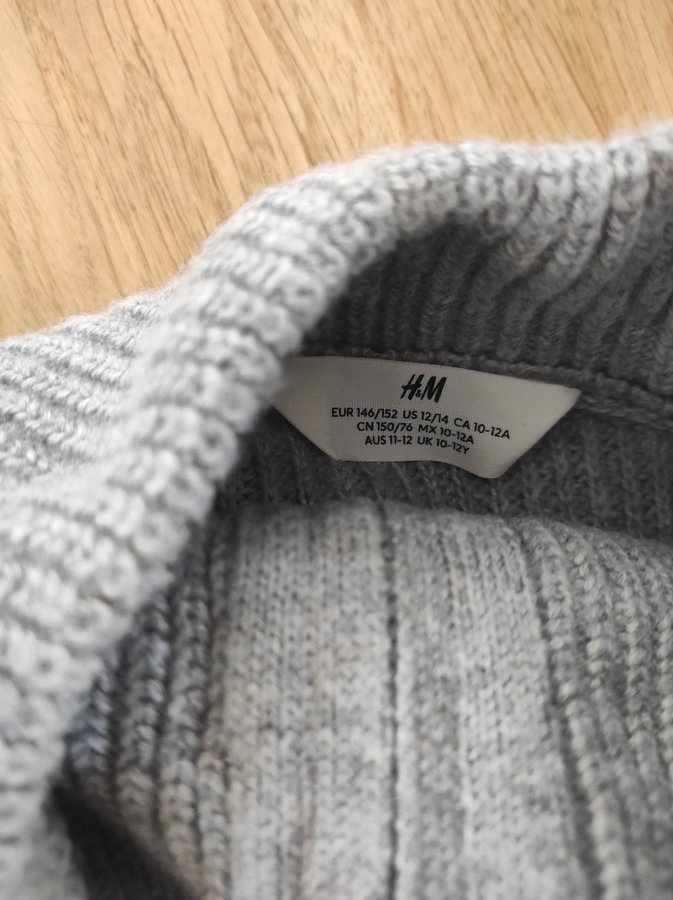 H&M
EUR 146/152 US 12/14 CA 10-12A
CN 150/76 MX 10-12A
AUS 11-12 UK 10-12Y